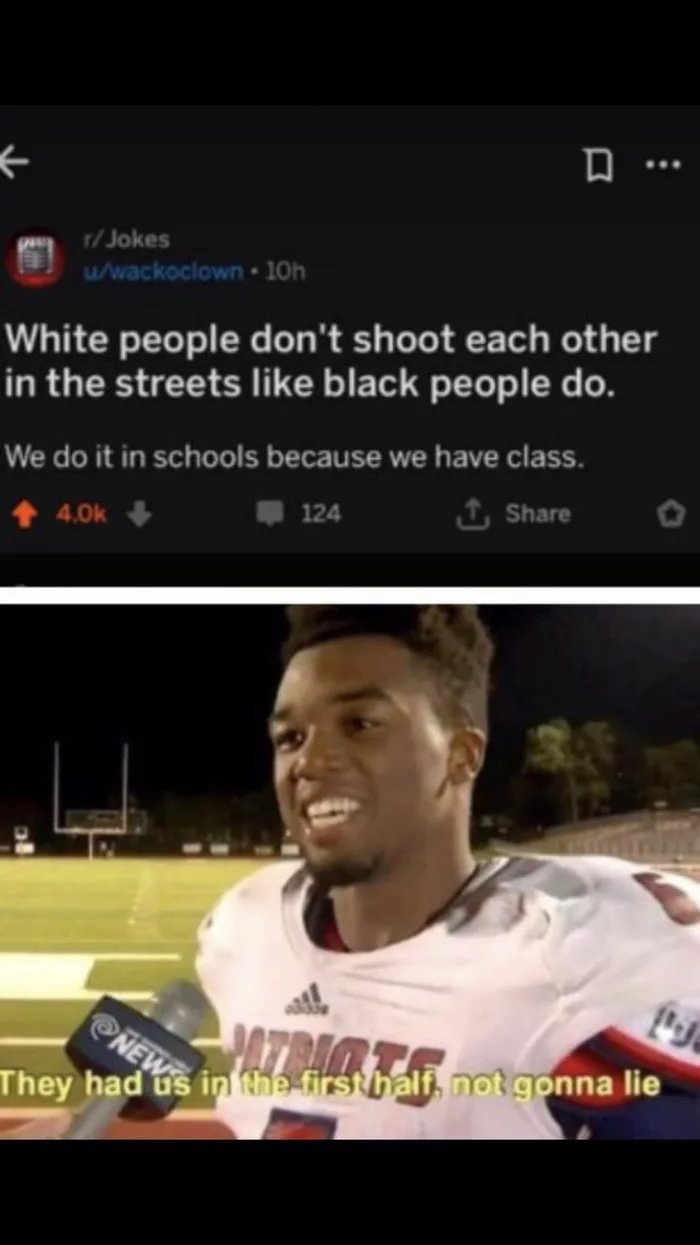 r/Jokes
u/wackoclown • 10h
White people don't shoot each other
in the streets like black people do.
We do it in schools because we have class.
4.0k 124 Share
adidas
PATRIOTS
NEWS
They had us in the first half, not gonna lie